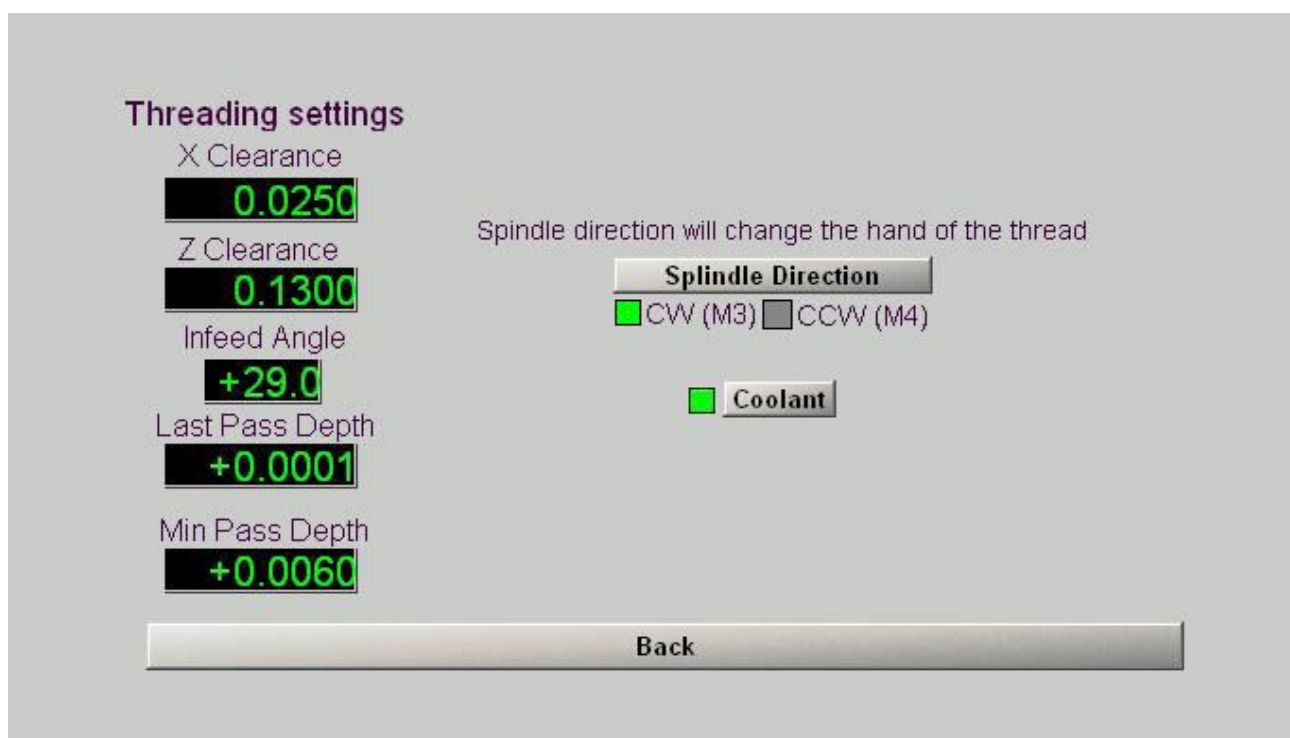 Threading settings
X Clearance
0.0250
Z Clearance
0.1300
Infeed Angle
+29.0
Last Pass Depth
+0.0001
Min Pass Depth
+0.0060
Spindle direction will change the hand of the thread
Splindle Direction
CW (M3) CCW (M4)
Coolant
Back